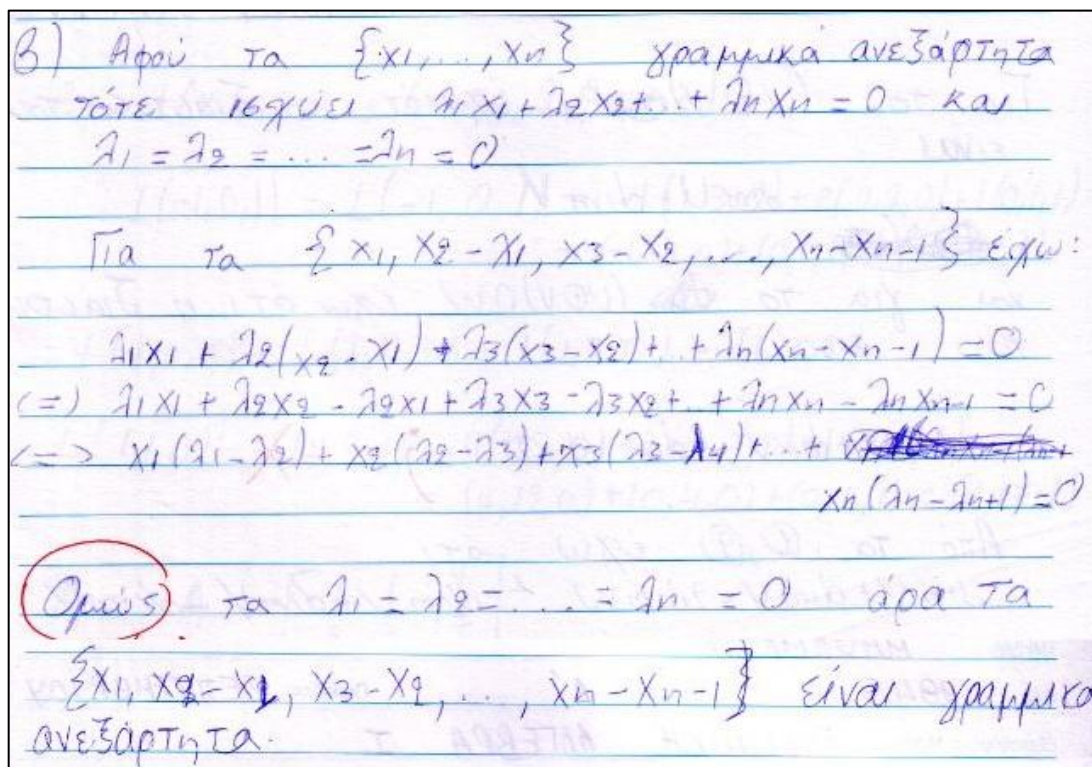 β) Αφού τα {x1,...,xn} γραμμικά ανεξάρτητα
τότε ισχύει λ1x1+λ2x2+..+λnxn=0 και
λ1=λ2=...=λn=0
Για τα {x1, x2-x1, x3-x2,..., xn-xn-1} έχω:
λ1x1+λ2(x2-x1)+λ3(x3-x2)+..+λn(xn-xn-1)=0
(=) λ1x1+λ2x2-λ2x1+λ3x3-λ3x2+..+λnxn-λnxn-1=0
<=> x1(λ1-λ2)+x2(λ2-λ3)+x3(λ3-λ4)+..+
xn(λn-λn+1)=0
Ομως τα λ1=λ2=...=λn=0 άρα τα
{x1, x2-x1, x3-x2, ..., xn-xn-1} είναι γραμμικά
ανεξάρτητα.